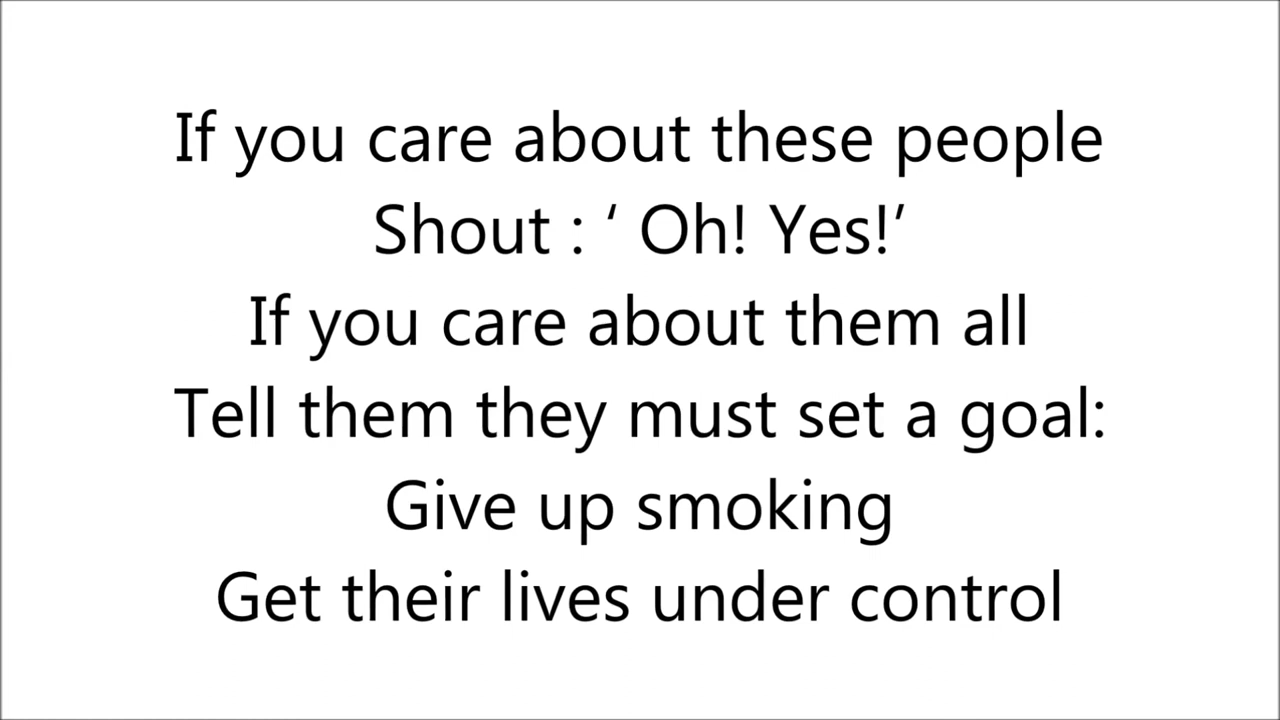 If you care about these people
Shout : ‘ Oh! Yes!’
If you care about them all
Tell them they must set a goal:
Give up smoking
Get their lives under control